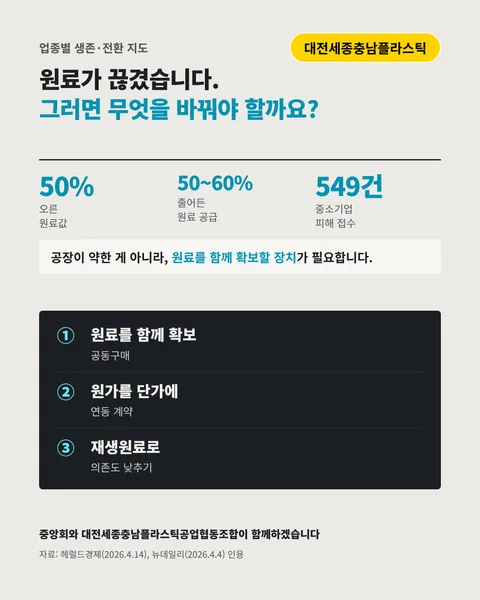 업종별 생존·전환 지도
대전세종충남플라스틱
원료가 끊겼습니다.
그러면 무엇을 바꿔야 할까요?
50%
오른
원료값
50~60%
줄어든
원료 공급
549건
중소기업
피해 접수
공장이 약한 게 아니라, 원료를 함께 확보할 장치가 필요합니다.
1 원료를 함께 확보
공동구매
2 원가를 단가에
연동 계약
3 재생원료로
의존도 낮추기
중앙회와 대전세종충남플라스틱공업협동조합이 함께하겠습니다
자료: 헤럴드경제(2026.4.14), 뉴데일리(2026.4.4) 인용